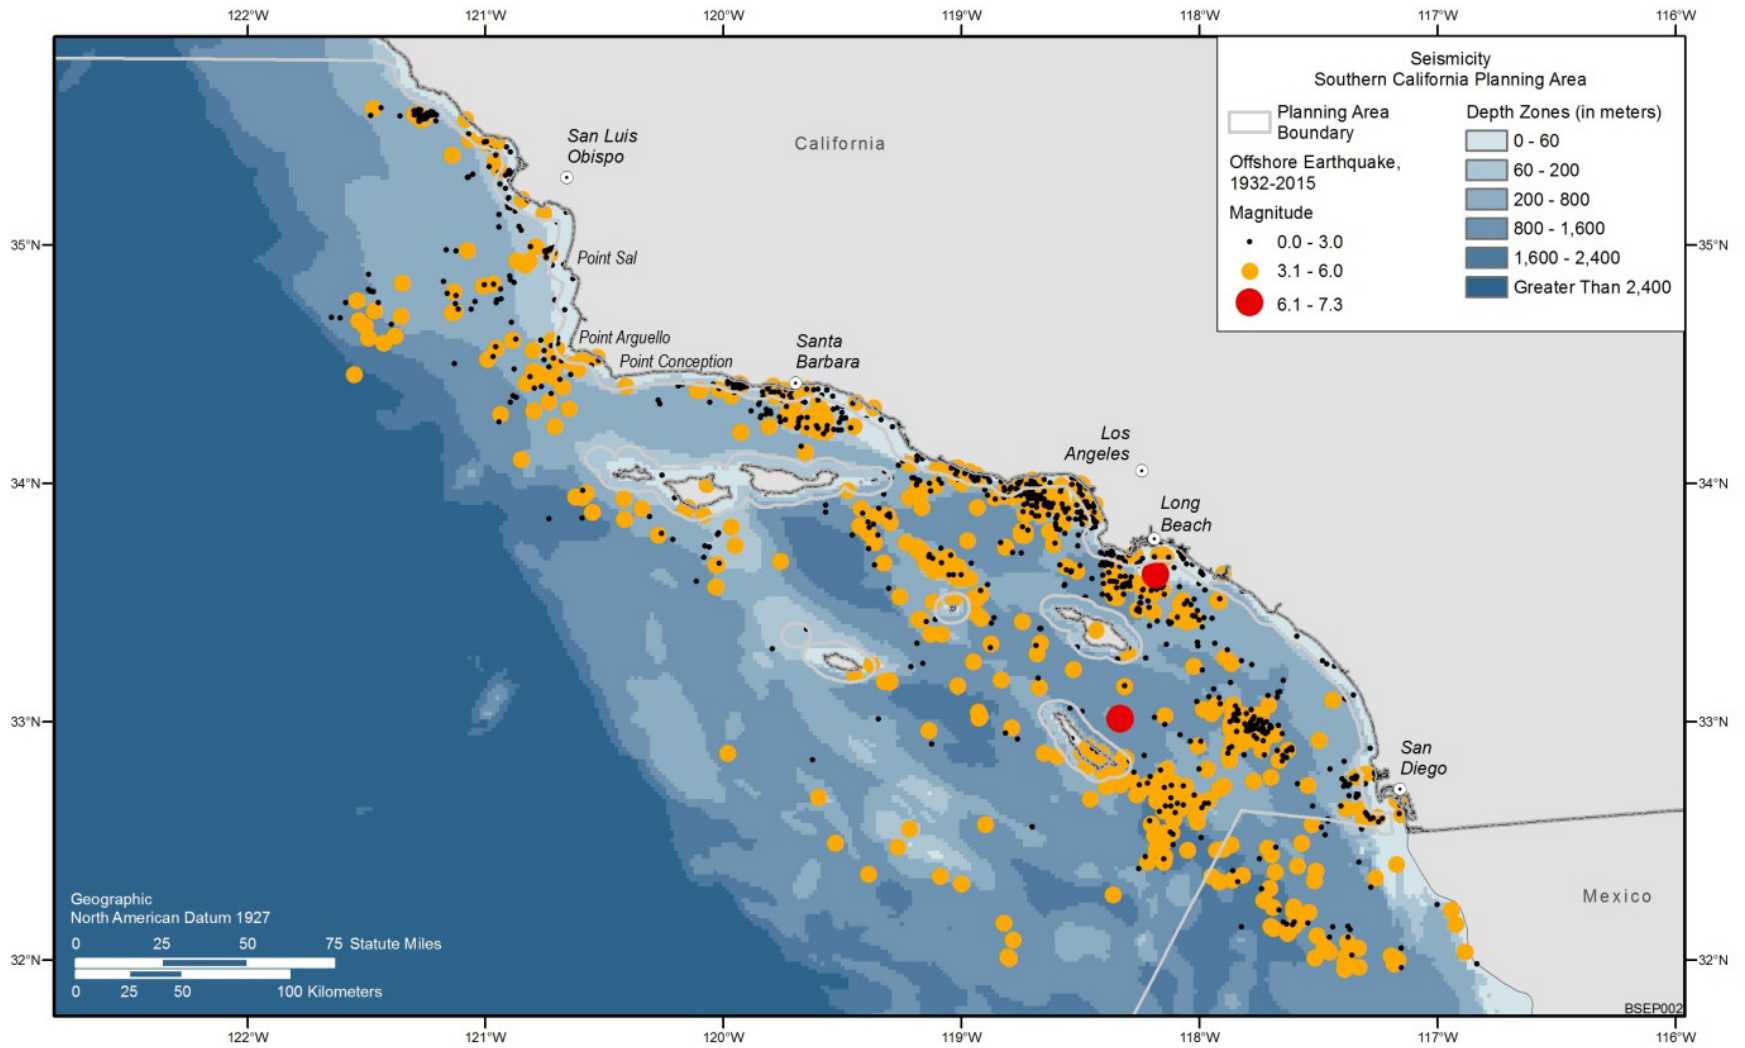 122°W 121°W 120°W 119°W 118°W 117°W 116°W
Seismicity
Southern California Planning Area
Planning Area
Boundary
Offshore Earthquake,
1932-2015
Magnitude
0.0 - 3.0
3.1 - 6.0
6.1 - 7.3
Depth Zones (in meters)
0 - 60
60 - 200
200 - 800
800 - 1,600
1,600 - 2,400
Greater Than 2,400
California
San Luis
Obispo
35°N 35°N
Point Sal
Point Arguello
Point Conception
Santa
Barbara
Los
Angeles
34°N 34°N
Long
Beach
33°N 33°N
San
Diego
Mexico
Geographic
North American Datum 1927
0 25 50 75 Statute Miles
0 25 50 100 Kilometers
32°N 32°N
BSEP002
122°W 121°W 120°W 119°W 118°W 117°W 116°W